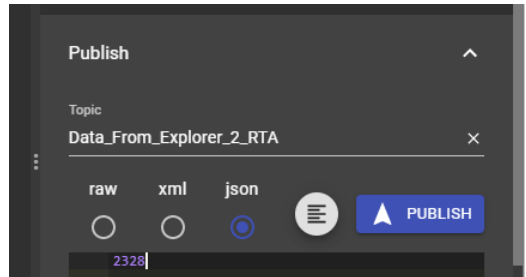 Publish
Topic
Data_From_Explorer_2_RTA
raw xml json
PUBLISH
2328